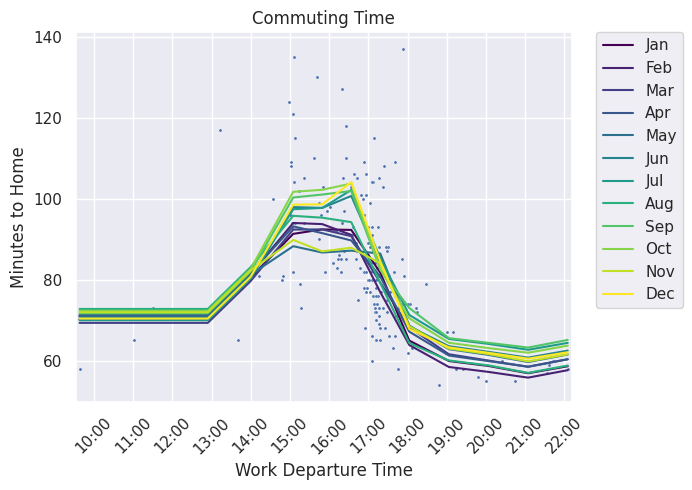 Commuting Time
140
120
100
80
60
Minutes to Home
10:00
11:00
12:00
13:00
14:00
15:00
16:00
17:00
18:00
19:00
20:00
21:00
22:00
Work Departure Time
Jan
Feb
Mar
Apr
May
Jun
Jul
Aug
Sep
Oct
Nov
Dec